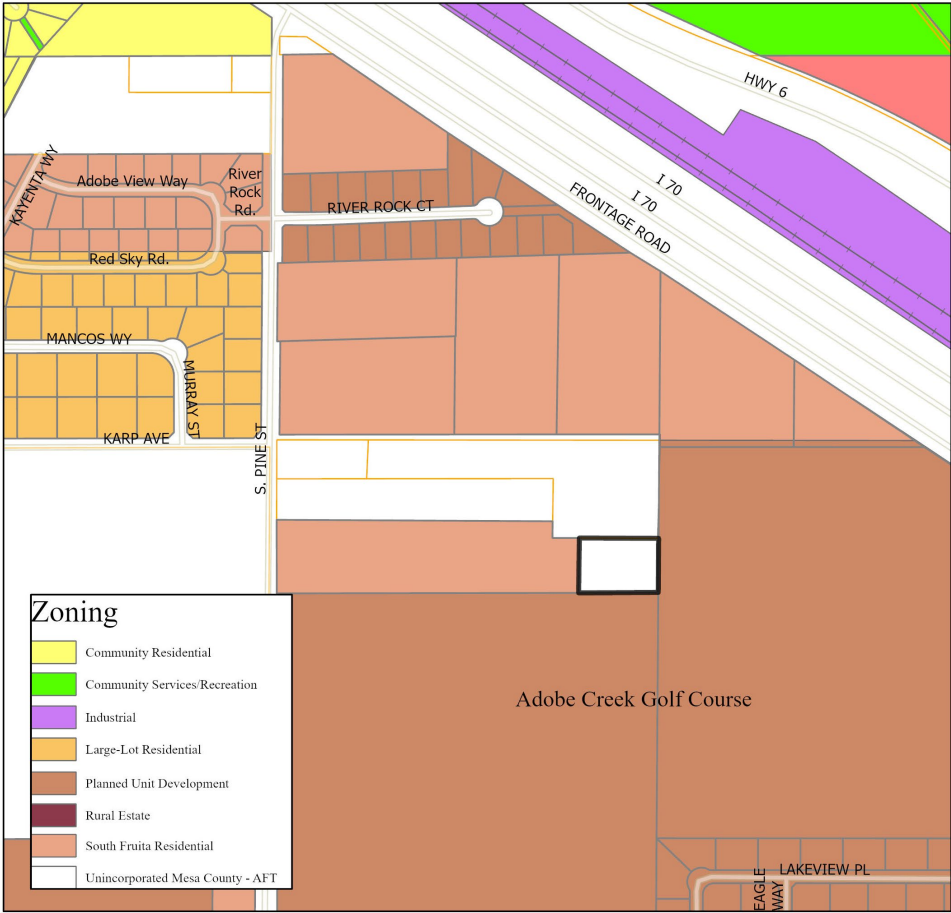 HWY 6
KAYENTA WY
Adobe View Way
River
Rock
Rd.
RIVER ROCK CT
I 70
I 70
FRONTAGE ROAD
Red Sky Rd.
MANCOS WY
MURRAY ST
KARP AVE
S. PINE ST
Zoning
Community Residential
Community Services/Recreation
Industrial
Large-Lot Residential
Planned Unit Development
Rural Estate
South Fruita Residential
Unincorporated Mesa County - AFT
Adobe Creek Golf Course
LAKEVIEW PL
EAGLE
WAY